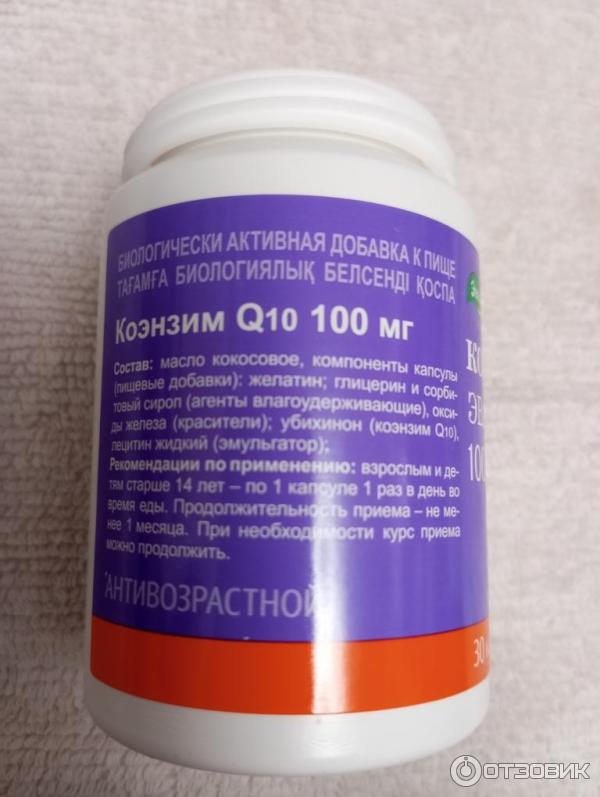 БИОЛОГИЧЕСКИ АКТИВНАЯ ДОБАВКА К ПИЩЕ
ТАҒАМҒА БИОЛОГИЯЛЫҚ БЕЛСЕНДІ ҚОСПА
Коэнзим Q10 100 мг
Состав: масло кокосовое, компоненты капсулы
(пищевые добавки): желатин; глицерин и сорби-
товый сироп (агенты влагоудерживающие), окси-
ды железа (красители); убихинон (коэнзим Q10),
лецитин жидкий (эмульгатор);
Рекомендации по применению: взрослым и де-
тям старше 14 лет – по 1 капсуле 1 раз в день во
время еды. Продолжительность приема – не ме-
нее 1 месяца. При необходимости курс приема
можно продолжить.
АНТИВОЗРАСТНОЙ
30
ОТЗОВИК